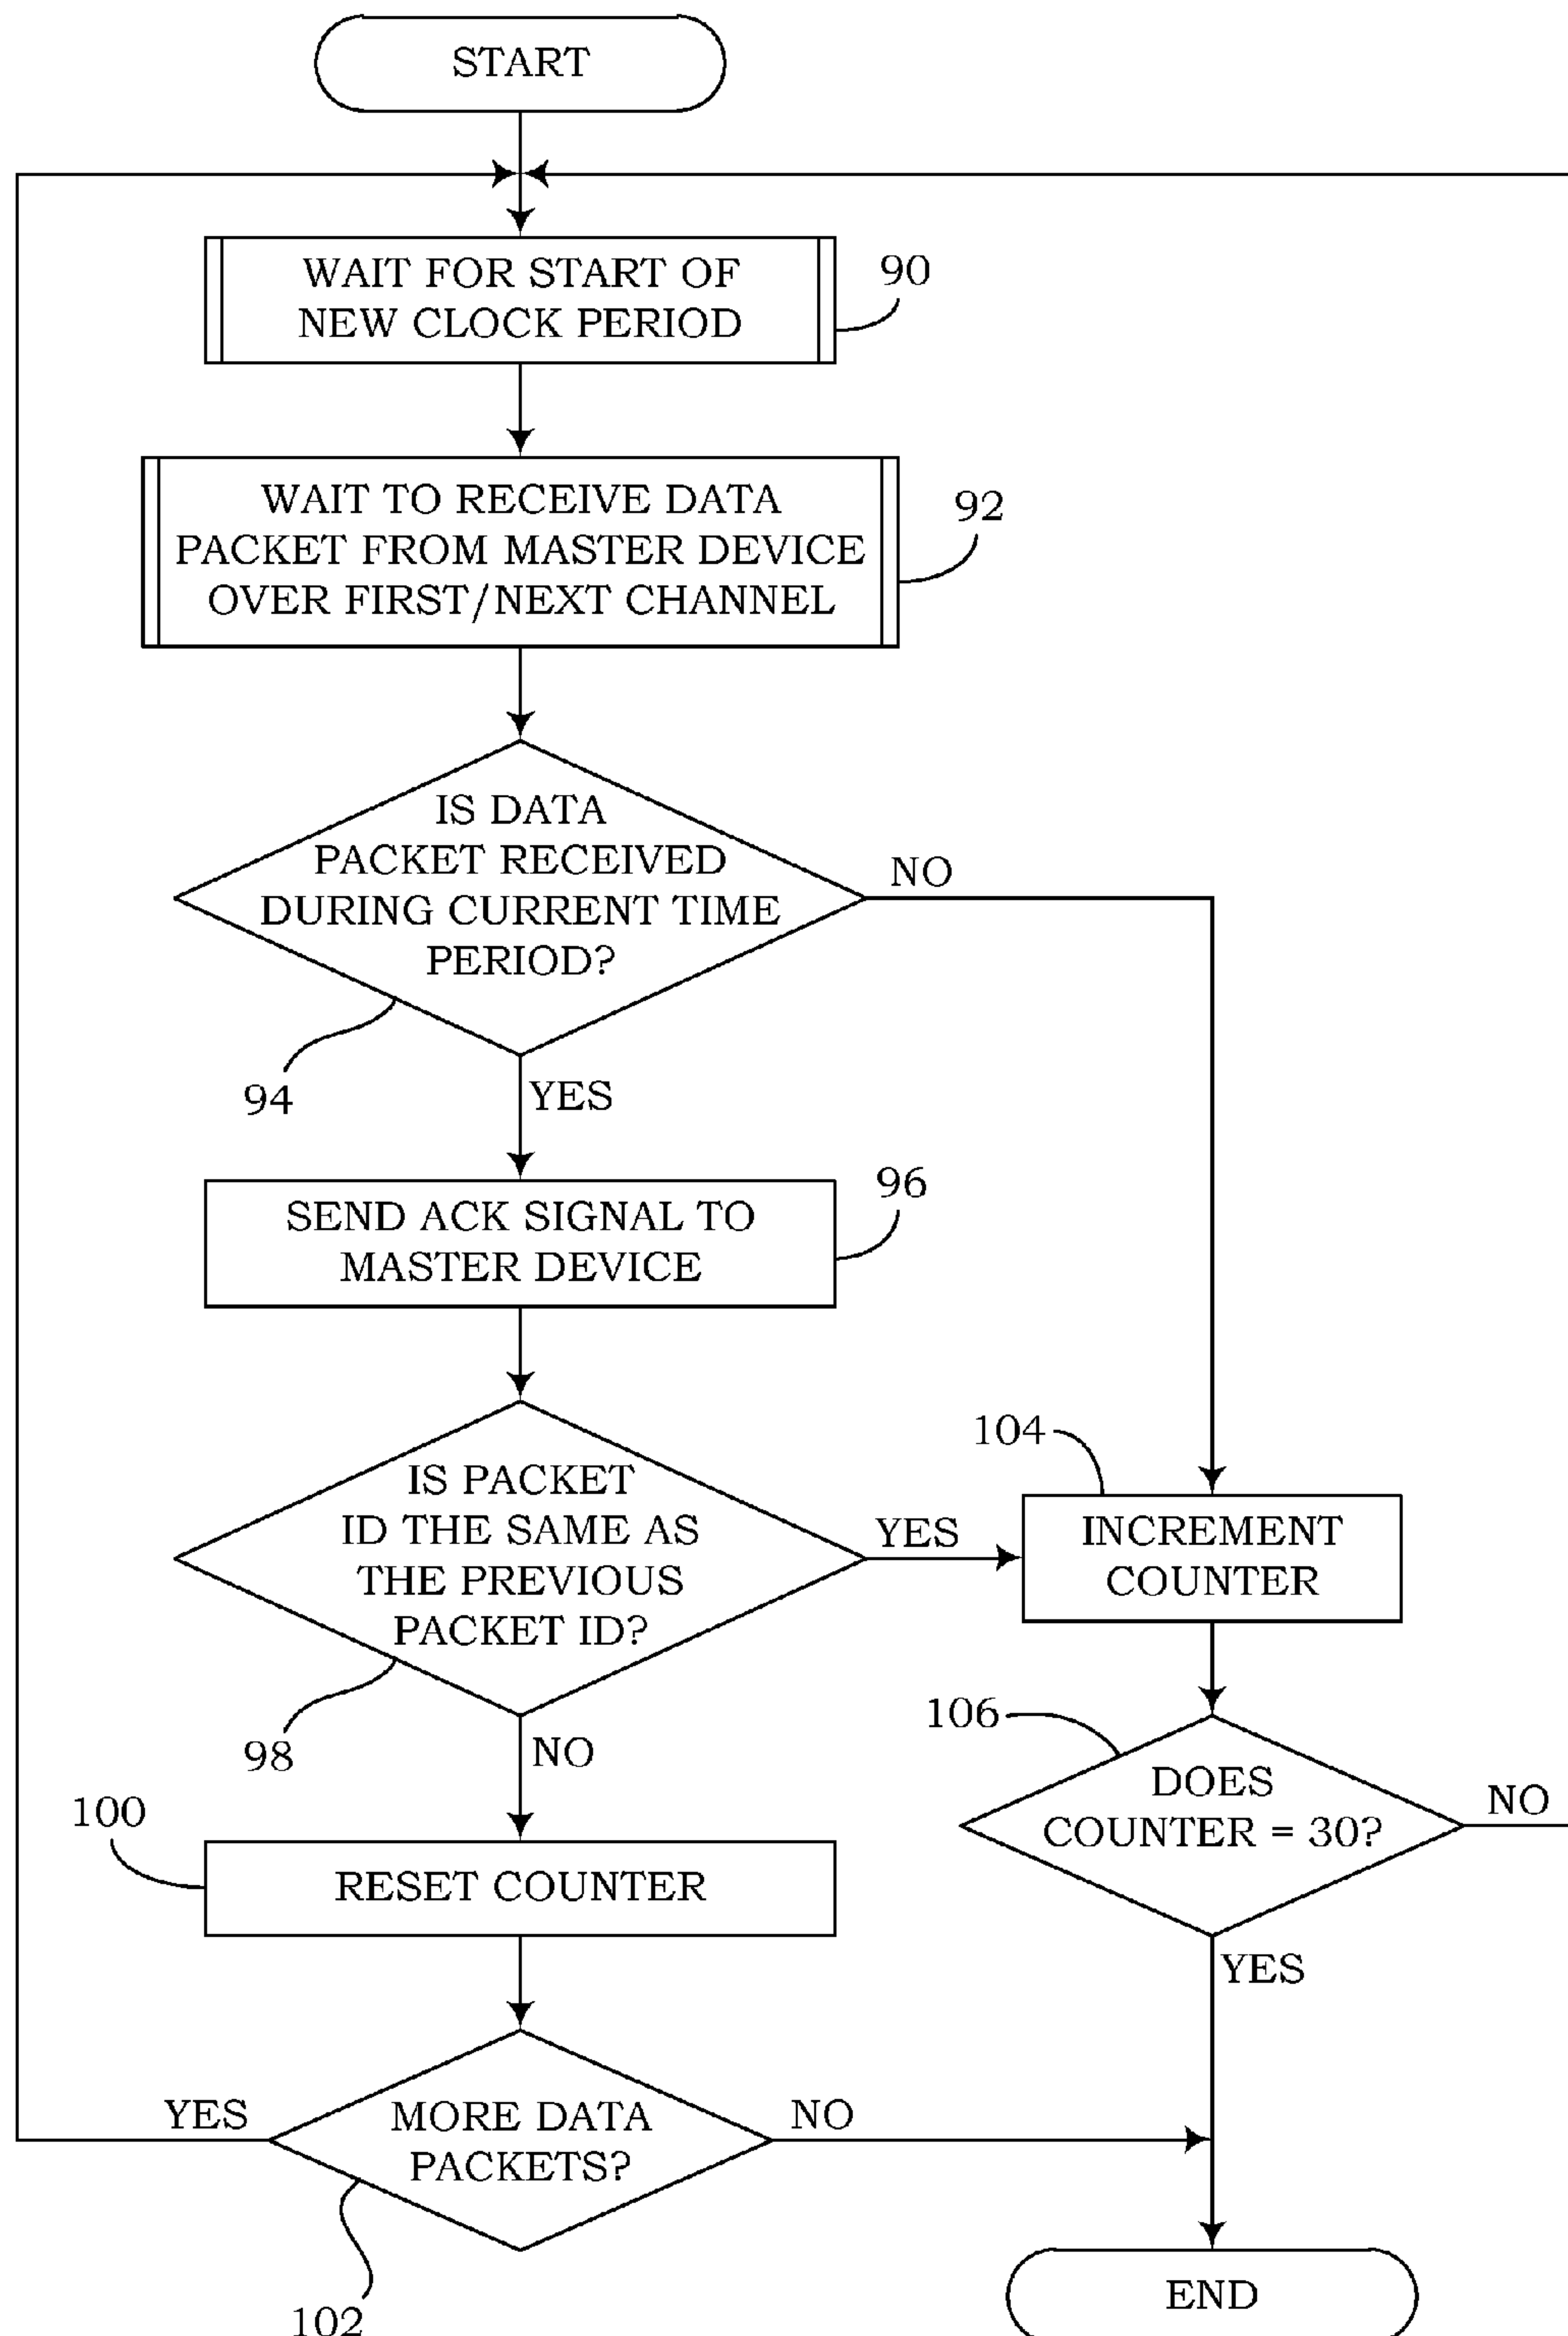 START
WAIT FOR START OF
NEW CLOCK PERIOD
90
WAIT TO RECEIVE DATA
PACKET FROM MASTER DEVICE
OVER FIRST/NEXT CHANNEL
92
IS DATA
PACKET RECEIVED
DURING CURRENT TIME
PERIOD?
NO
94
YES
SEND ACK SIGNAL TO
MASTER DEVICE
96
IS PACKET
ID THE SAME AS
THE PREVIOUS
PACKET ID?
YES
98
NO
104
INCREMENT
COUNTER
106
DOES
COUNTER = 30?
NO
YES
100
RESET COUNTER
YES
MORE DATA
PACKETS?
NO
102
END